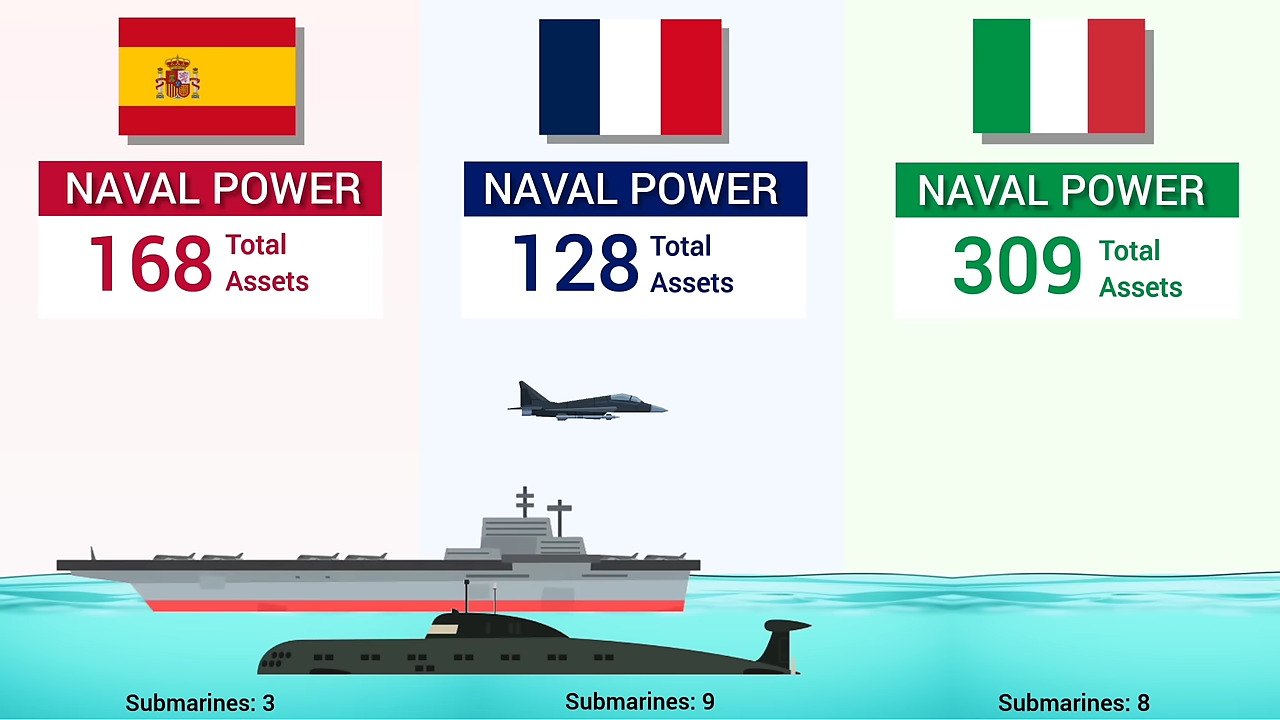 NAVAL POWER
168
Total
Assets
NAVAL POWER
128
Total
Assets
NAVAL POWER
309
Total
Assets
Submarines: 3
Submarines: 9
Submarines: 8